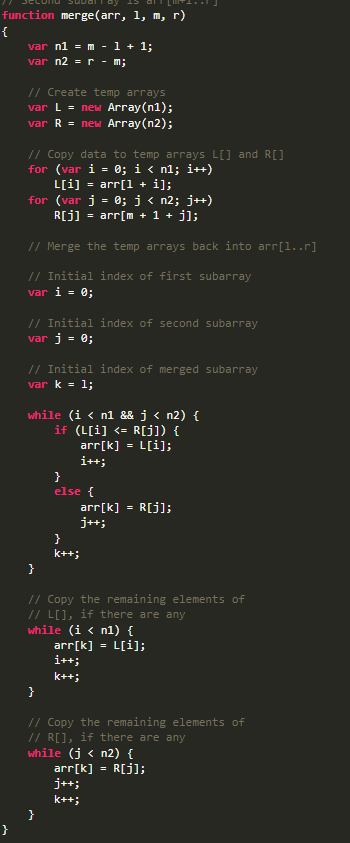 // Second subarray is arr[m+1..r]
function merge(arr, l, m, r)
{
    var n1 = m - l + 1;
    var n2 = r - m;

    // Create temp arrays
    var L = new Array(n1);
    var R = new Array(n2);

    // Copy data to temp arrays L[] and R[]
    for (var i = 0; i < n1; i++)
        L[i] = arr[l + i];
    for (var j = 0; j < n2; j++)
        R[j] = arr[m + 1 + j];

    // Merge the temp arrays back into arr[l..r]

    // Initial index of first subarray
    var i = 0;

    // Initial index of second subarray
    var j = 0;

    // Initial index of merged subarray
    var k = l;

    while (i < n1 && j < n2) {
        if (L[i] <= R[j]) {
            arr[k] = L[i];
            i++;
        }
        else {
            arr[k] = R[j];
            j++;
        }
        k++;
    }

    // Copy the remaining elements of
    // L[], if there are any
    while (i < n1) {
        arr[k] = L[i];
        i++;
        k++;
    }

    // Copy the remaining elements of
    // R[], if there are any
    while (j < n2) {
        arr[k] = R[j];
        j++;
        k++;
    }
}